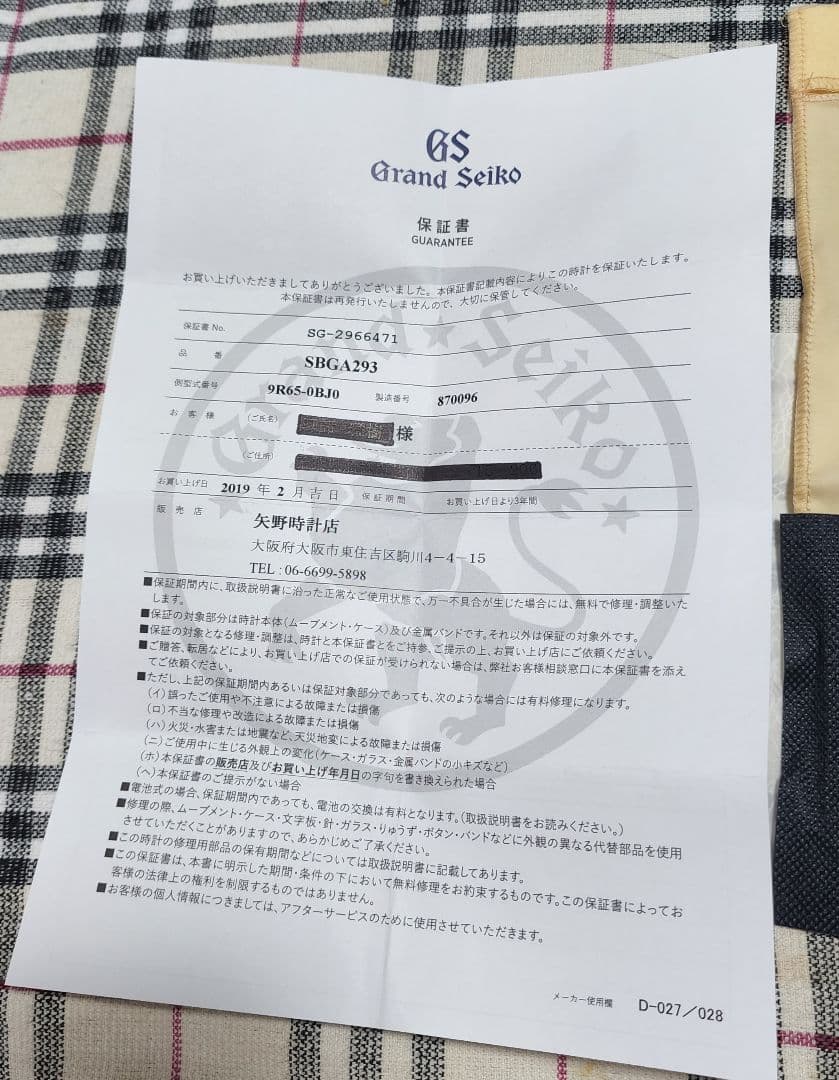 GS
Grand Seiko
保証書
GUARANTEE
お買い上げいただきましてありがとうございました。本保証書記載内容によりこの時計を保証いたします。
本保証書は再発行いたしませんので、大切に保管してください。
保証書No. SG-2966471
品番 SBGA293
側型式番号 9R65-0BJ0 製造番号 870096
お客様 (ご氏名) 様
(ご住所)
お買い上げ日 2019 年 2 月 吉 日 保証期間 お買い上げ日より3年間
販売店 矢野時計店
大阪府大阪市東住吉区駒川4-4-15
TEL : 06-6699-5898
■保証期間内に、取扱説明書に沿った正常なご使用状態で、万一不具合が生じた場合には、無料で修理・調整いた
します。
■保証の対象部分は時計本体(ムーブメント・ケース)及び金属バンドです。それ以外は保証の対象外です。
■保証の対象となる修理・調整は、時計と本保証書とをご持参、ご提示の上、お買い上げ店にご依頼ください。
■ご贈答、転居などにより、お買い上げ店での保証が受けられない場合は、弊社お客様相談窓口に本保証書を添え
てご依頼ください。
■ただし、上記の保証期間内あるいは保証対象部分であっても、次のような場合には有料修理になります。
(イ)誤ったご使用や不注意による故障または損傷
(ロ)不当な修理や改造による故障または損傷
(ハ)火災・水害または地震など、天災地変による故障または損傷
(ニ)ご使用中に生じる外観上の変化(ケース・ガラス・金属バンドの小キズなど)
(ホ)本保証書の販売店及びお買い上げ年月日の字句を書き換えられた場合
(ヘ)本保証書のご提示がない場合
■電池式の場合、保証期間内であっても、電池の交換は有料となります。(取扱説明書をお読みください。)
■修理の際、ムーブメント・ケース・文字板・針・ガラス・りゅうず・ボタン・バンドなどに外観の異なる代替部品を使用
させていただくことがありますので、あらかじめご了承ください。
■この時計の修理用部品の保有期間などについては取扱説明書に記載してあります。
■この保証書は、本書に明示した期間・条件の下において無料修理をお約束するものです。この保証書によってお
客様の法律上の権利を制限するものではありません。
■お客様の個人情報につきましては、アフターサービスのために使用させていただきます。
メーカー使用欄 D-027/028
Grand Seiko